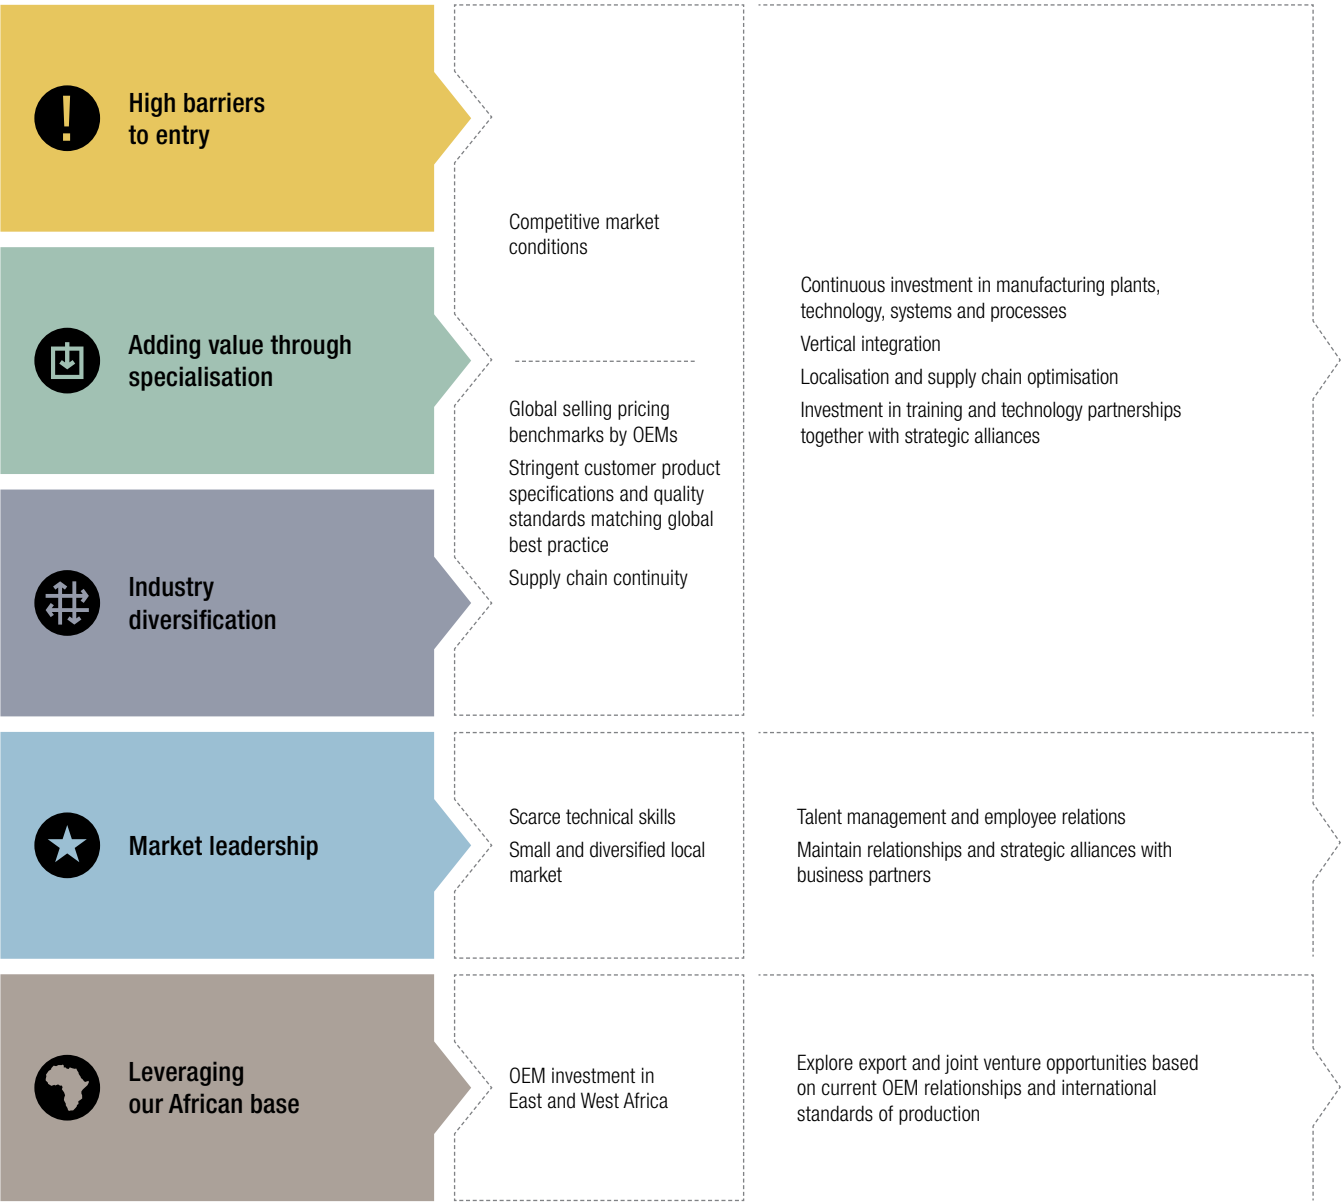 High barriers
to entry
Adding value through
specialisation
Industry
diversification
Competitive market
conditions
Global selling pricing
benchmarks by OEMs
Stringent customer product
specifications and quality
standards matching global
best practice
Supply chain continuity
Continuous investment in manufacturing plants,
technology, systems and processes
Vertical integration
Localisation and supply chain optimisation
Investment in training and technology partnerships
together with strategic alliances
Market leadership
Scarce technical skills
Small and diversified local
market
Talent management and employee relations
Maintain relationships and strategic alliances with
business partners
Leveraging
our African base
OEM investment in
East and West Africa
Explore export and joint venture opportunities based
on current OEM relationships and international
standards of production